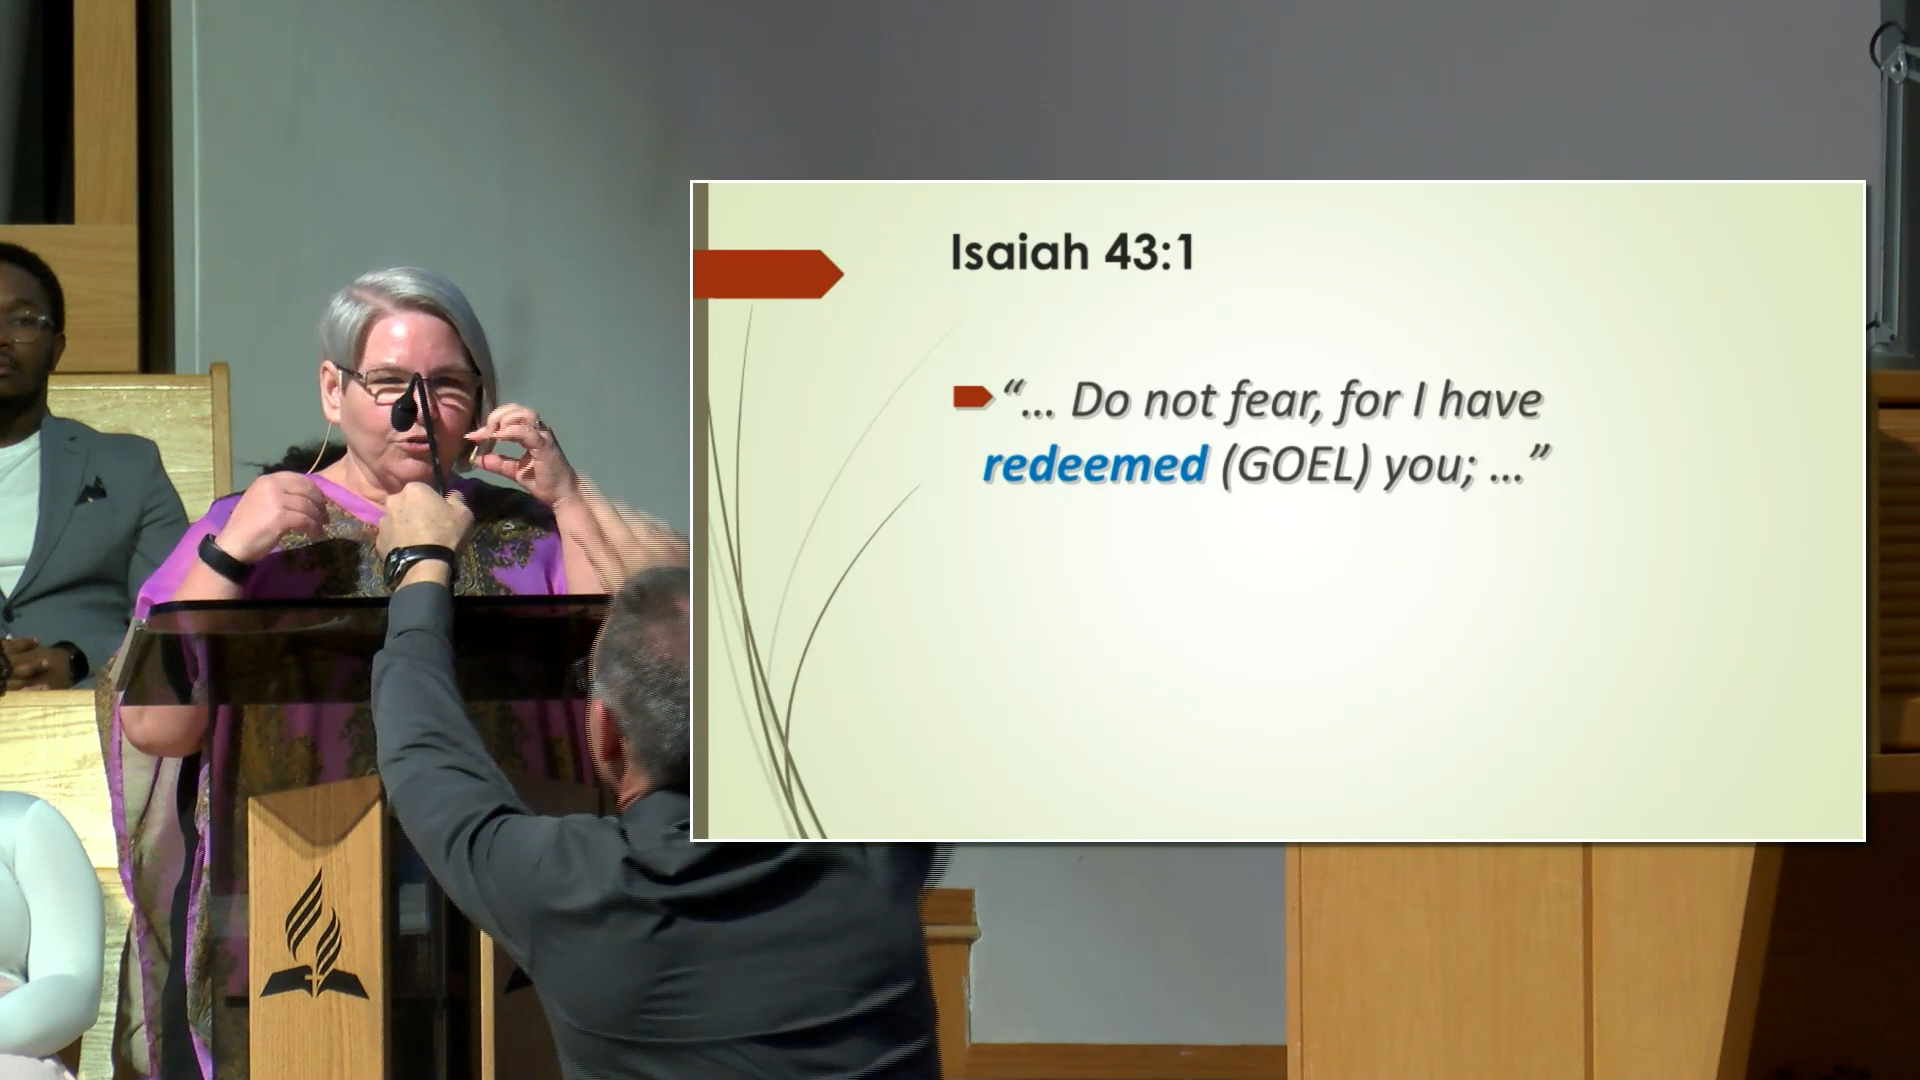 Isaiah 43:1
“... Do not fear, for I have
redeemed (GOEL) you; ...”